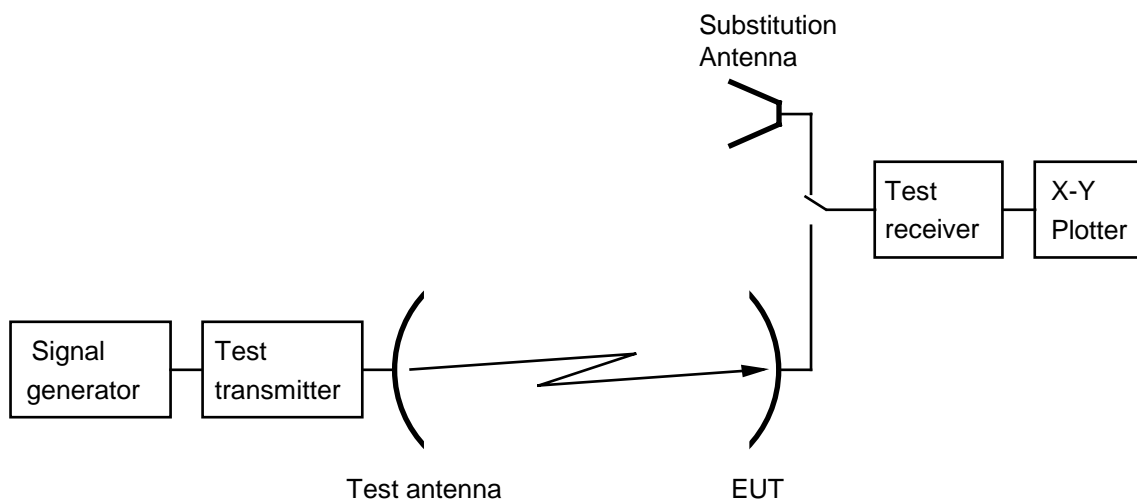 Substitution
Antenna
Test
receiver
X-Y
Plotter
Signal
generator
Test
transmitter
Test antenna
EUT